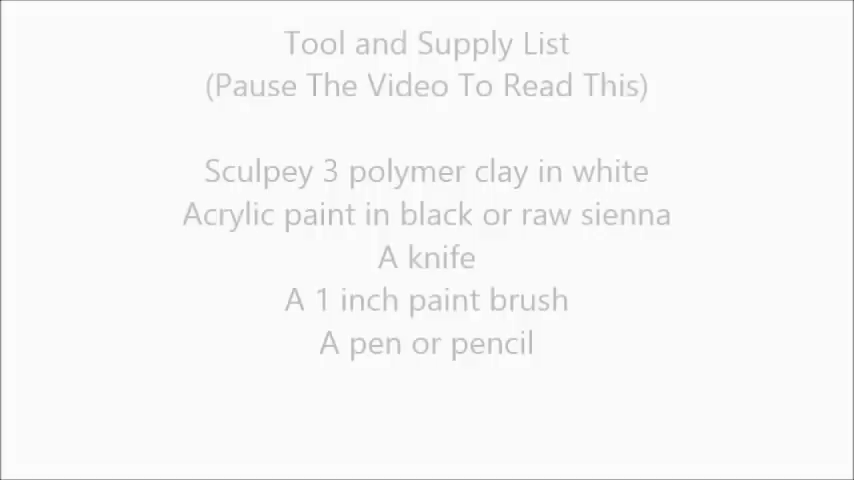 Tool and Supply List
(Pause The Video To Read This)
Sculpey 3 polymer clay in white
Acrylic paint in black or raw sienna
A knife
A 1 inch paint brush
A pen or pencil